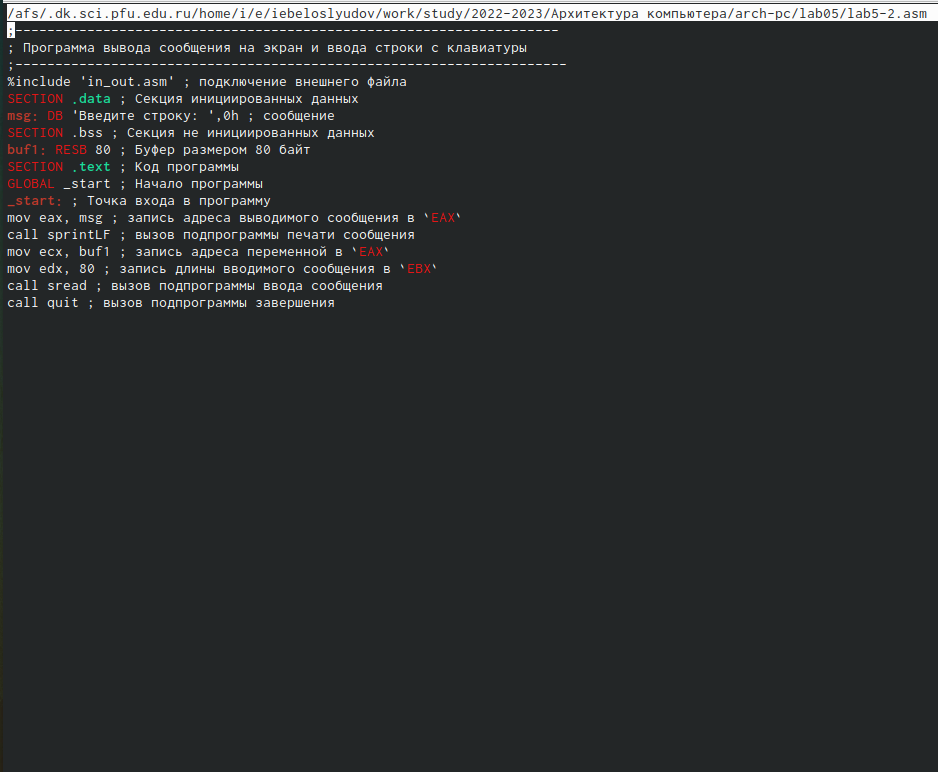 /afs/.dk.sci.pfu.edu.ru/home/i/e/iebeloslyudov/work/study/2022-2023/Архитектура компьютера/arch-pc/lab05/lab5-2.asm
;--------------------------------------------------------------------
; Программа вывода сообщения на экран и ввода строки с клавиатуры
;---------------------------------------------------------------------
%include 'in_out.asm' ; подключение внешнего файла
SECTION .data ; Секция инициированных данных
msg: DB 'Введите строку: ',0h ; сообщение
SECTION .bss ; Секция не инициированных данных
buf1: RESB 80 ; Буфер размером 80 байт
SECTION .text ; Код программы
GLOBAL _start ; Начало программы
_start: ; Точка входа в программу
mov eax, msg ; запись адреса выводимого сообщения в `EAX`
call sprintLF ; вызов подпрограммы печати сообщения
mov ecx, buf1 ; запись адреса переменной в `EAX`
mov edx, 80 ; запись длины вводимого сообщения в `EBX`
call sread ; вызов подпрограммы ввода сообщения
call quit ; вызов подпрограммы завершения